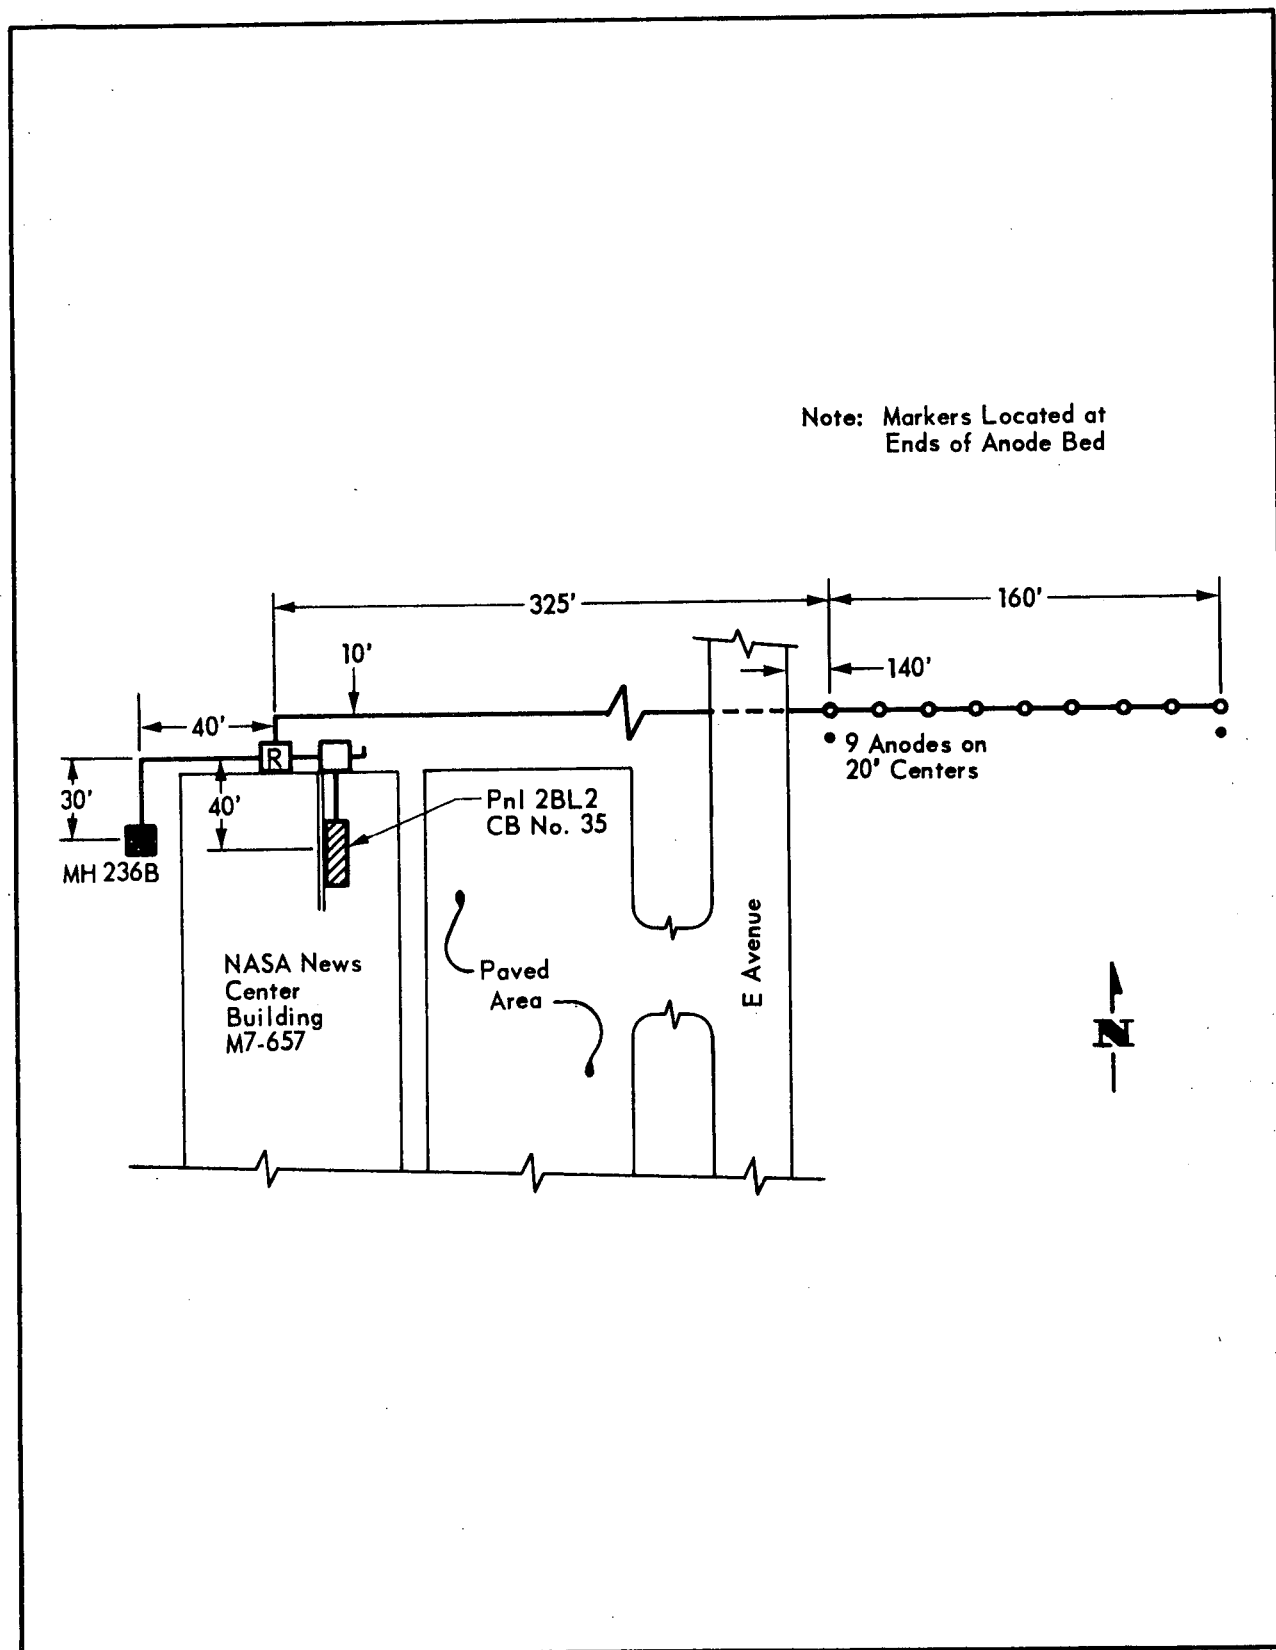 Note: Markers Located at
Ends of Anode Bed
325'
160'
10'
140'
40'
R
9 Anodes on
20' Centers
30'
40'
Pnl 2BL2
CB No. 35
MH 236B
E Avenue
NASA News
Center
Building
M7-657
Paved
Area
N